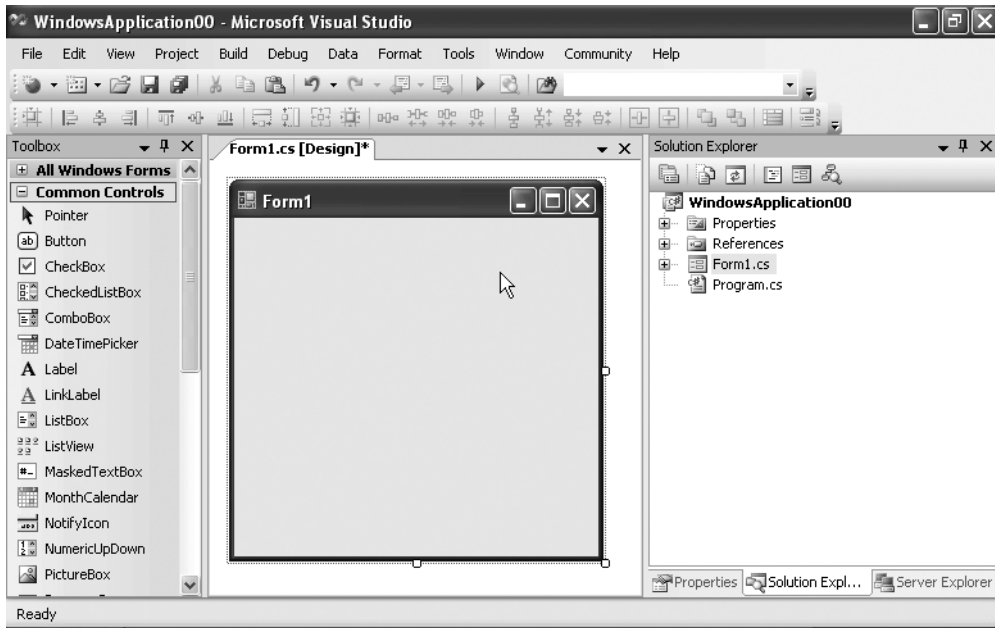 WindowsApplication00 - Microsoft Visual Studio
File Edit View Project Build Debug Data Format Tools Window Community Help
Toolbox
All Windows Forms
Common Controls
Pointer
Button
CheckBox
CheckedListBox
ComboBox
DateTimePicker
Label
LinkLabel
ListBox
ListView
MaskedTextBox
MonthCalendar
NotifyIcon
NumericUpDown
PictureBox
Form1.cs [Design]*
Form1
Solution Explorer
WindowsApplication00
Properties
References
Form1.cs
Program.cs
Properties Solution Expl... Server Explorer
Ready